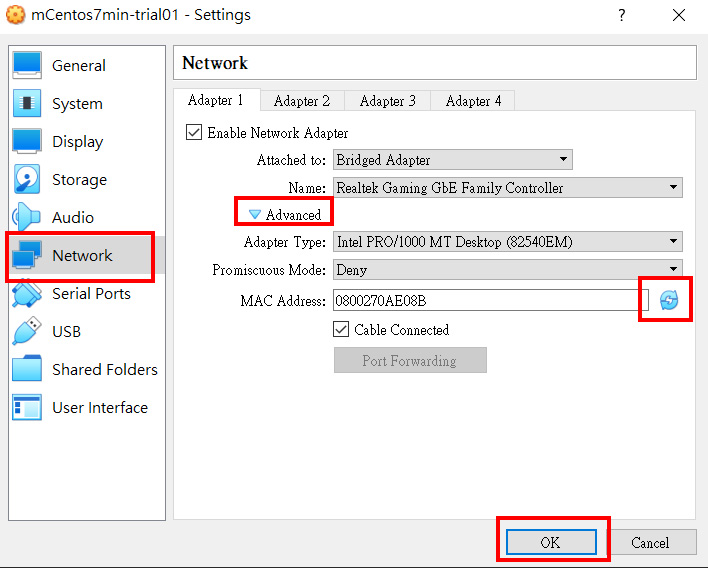 mCentos7min-trial01 - Settings
?
General
System
Display
Storage
Audio
Network
Serial Ports
USB
Shared Folders
User Interface
Network
Adapter 1 Adapter 2 Adapter 3 Adapter 4
Enable Network Adapter
Attached to: Bridged Adapter
Name: Realtek Gaming GbE Family Controller
Advanced
Adapter Type: Intel PRO/1000 MT Desktop (82540EM)
Promiscuous Mode: Deny
MAC Address: 0800270AE08B
Cable Connected
Port Forwarding
OK Cancel